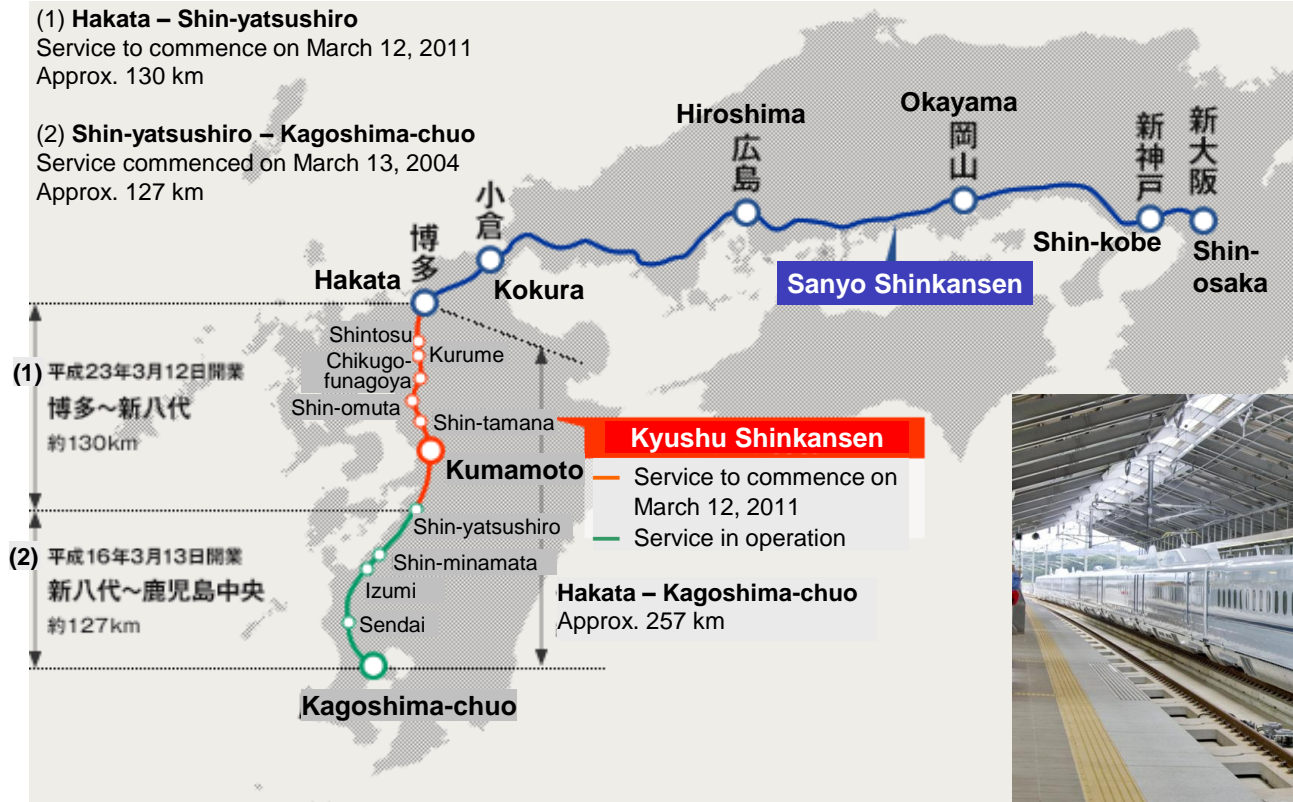 (1) Hakata – Shin-yatsushiro
Service to commence on March 12, 2011
Approx. 130 km
(2) Shin-yatsushiro – Kagoshima-chuo
Service commenced on March 13, 2004
Approx. 127 km
Hiroshima
広島
Okayama
岡山
新神戸
新大阪
小倉
博多
Shin-kobe
Shin-
osaka
Sanyo Shinkansen
Hakata
Kokura
Shintosu
Kurume
Chikugo-
funagoya
Shin-omuta
Shin-tamana
Kumamoto
(1) 平成23年3月12日開業
博多～新八代
約130km
Kyushu Shinkansen
Service to commence on
March 12, 2011
Service in operation
Shin-yatsushiro
Shin-minamata
Izumi
Sendai
(2) 平成16年3月13日開業
新八代～鹿児島中央
約127km
Hakata – Kagoshima-chuo
Approx. 257 km
Kagoshima-chuo